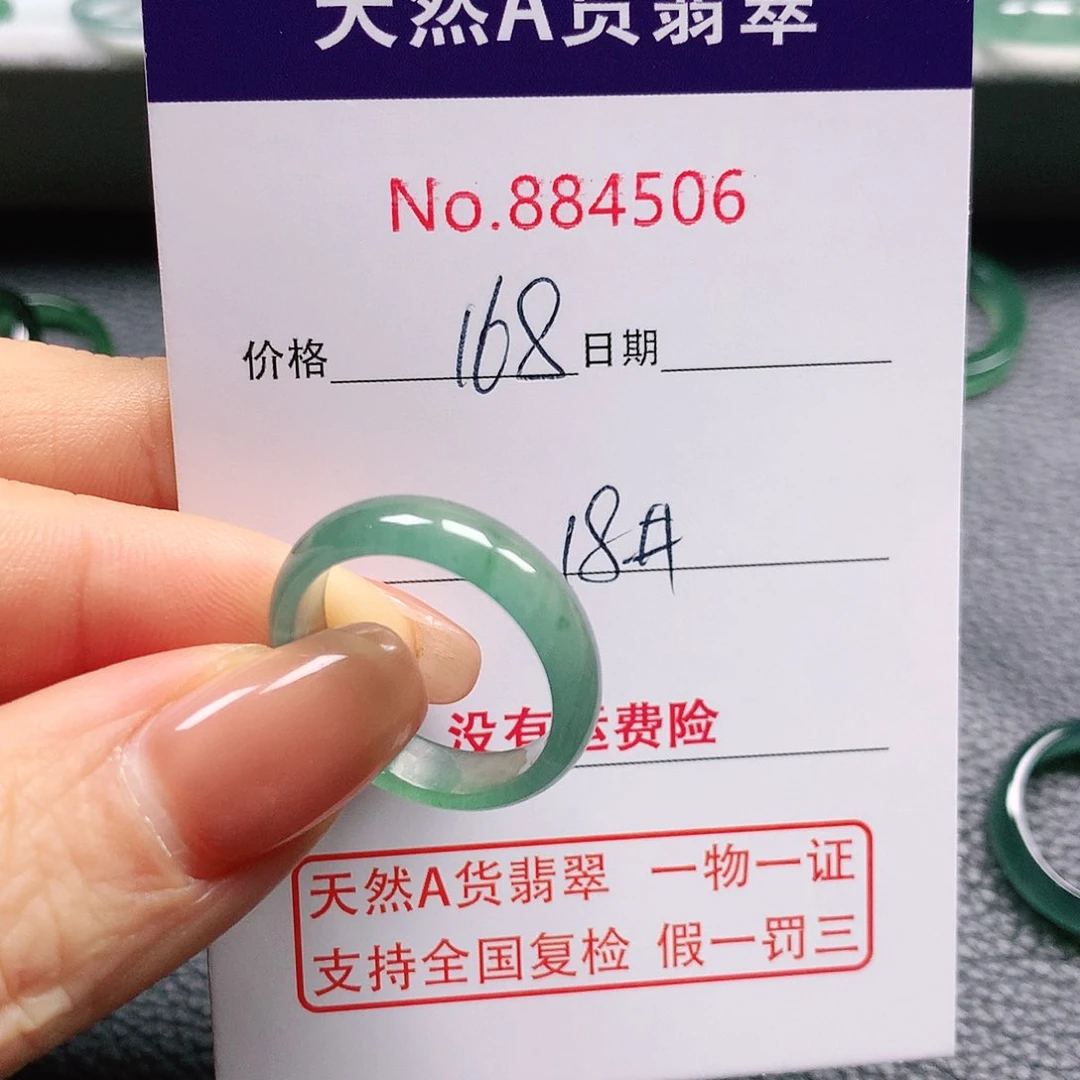 天然A货翡翠
No.884506
价格 168 日期
18#
没有运费险
天然A货翡翠 一物一证
支持全国复检 假一罚三